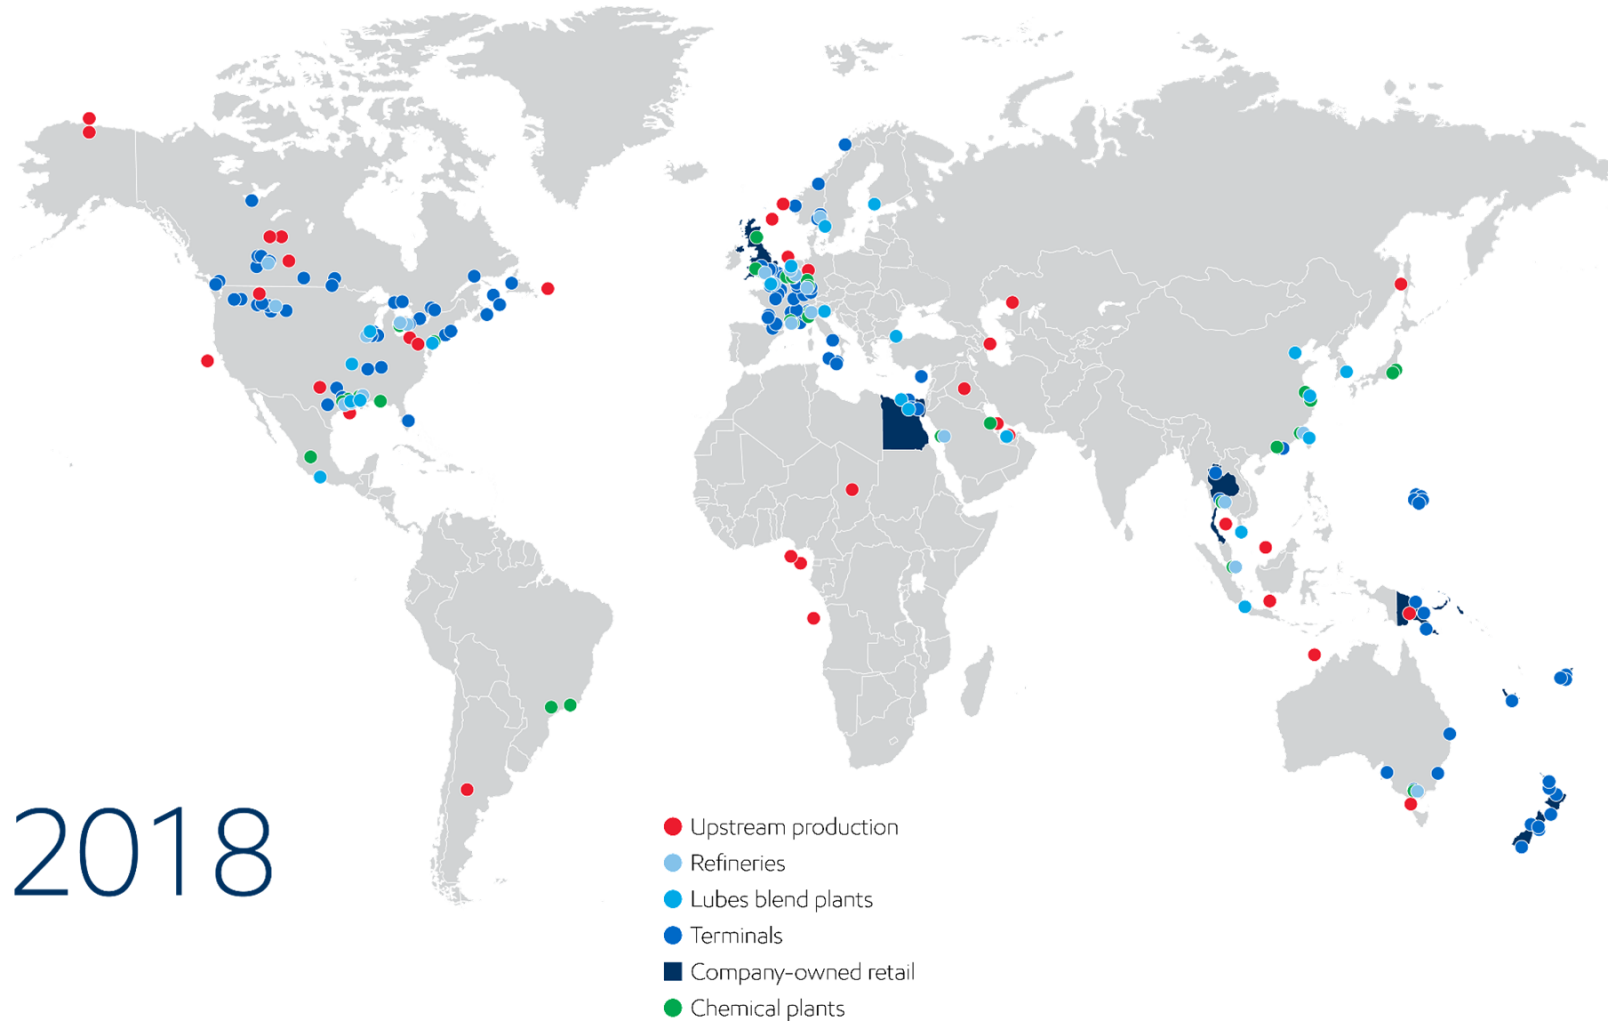 2018
Upstream production
Refineries
Lubes blend plants
Terminals
Company-owned retail
Chemical plants